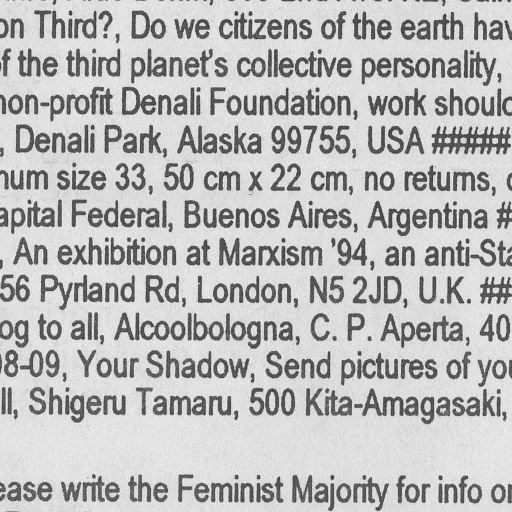 on Third?, Do we citizens of the earth hav
of the third planet's collective personality,
non-profit Denali Foundation, work should
, Denali Park, Alaska 99755, USA #####
num size 33, 50 cm x 22 cm, no returns,
apital Federal, Buenos Aires, Argentina #
, An exhibition at Marxism '94, an anti-Sta
56 Pyrland Rd, London, N5 2JD, U.K. ##
og to all, Alcoolbologna, C. P. Aperta, 40
08-09, Your Shadow, Send pictures of you
ll, Shigeru Tamaru, 500 Kita-Amagasaki,
ease write the Feminist Majority for info on